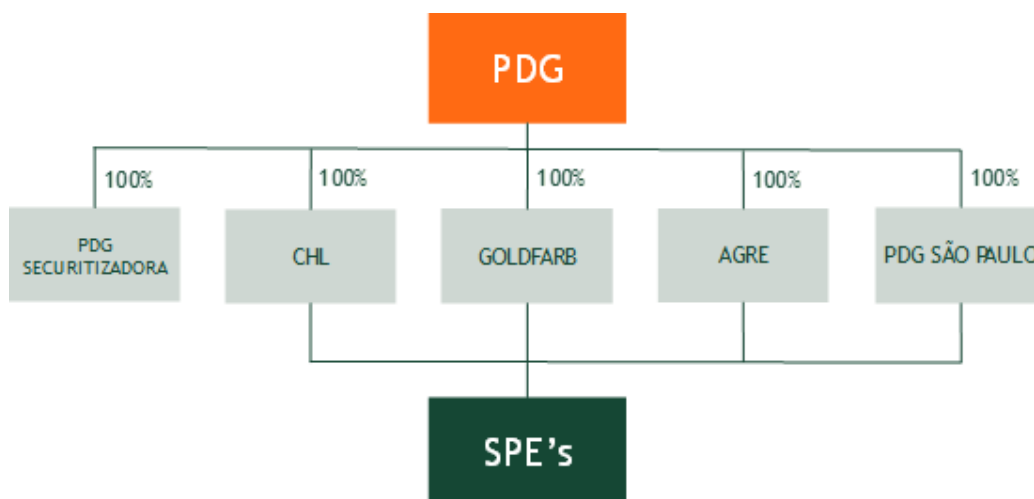 PDG
100%
100%
100%
100%
100%
PDG
SECURITIZADORA
CHL
GOLDFARB
AGRE
PDG SÃO PAULO
SPE's